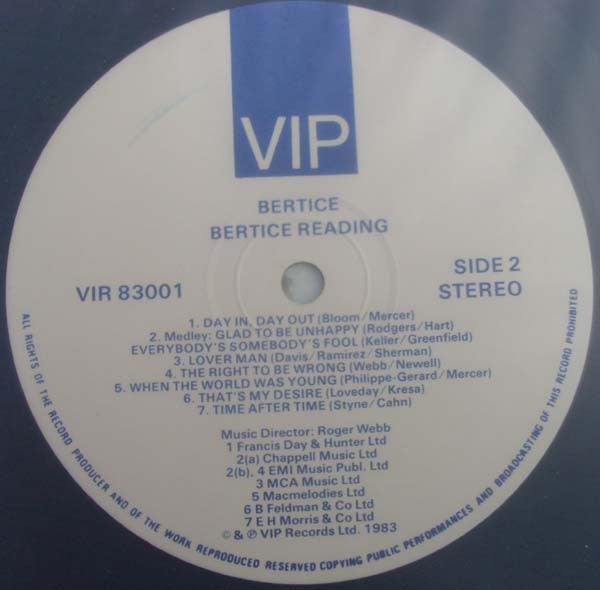 VIP
BERTICE
BERTICE READING
VIR 83001
SIDE 2
STEREO
1. DAY IN, DAY OUT (Bloom/Mercer)
2. Medley: GLAD TO BE UNHAPPY (Rodgers/Hart)
EVERYBODY'S SOMEBODY'S FOOL (Keller/Greenfield)
3. LOVER MAN (Davis/Ramirez/Sherman)
4. THE RIGHT TO BE WRONG (Webb/Newell)
5. WHEN THE WORLD WAS YOUNG (Philippe-Gerard/Mercer)
6. THAT'S MY DESIRE (Loveday/Kresa)
7. TIME AFTER TIME (Styne/Cahn)
Music Director: Roger Webb
1 Francis Day & Hunter Ltd
2(a) Chappell Music Ltd
2(b). 4 EMI Music Publ. Ltd
3 MCA Music Ltd
5 Macmelodies Ltd
6 B Feldman & Co Ltd
7 E H Morris & Co Ltd
© & ℗ VIP Records Ltd. 1983
ALL RIGHTS OF THE RECORD PRODUCER AND OF THE WORK REPRODUCED RESERVED COPYING PUBLIC PERFORMANCES AND BROADCASTING OF THIS RECORD PROHIBITED